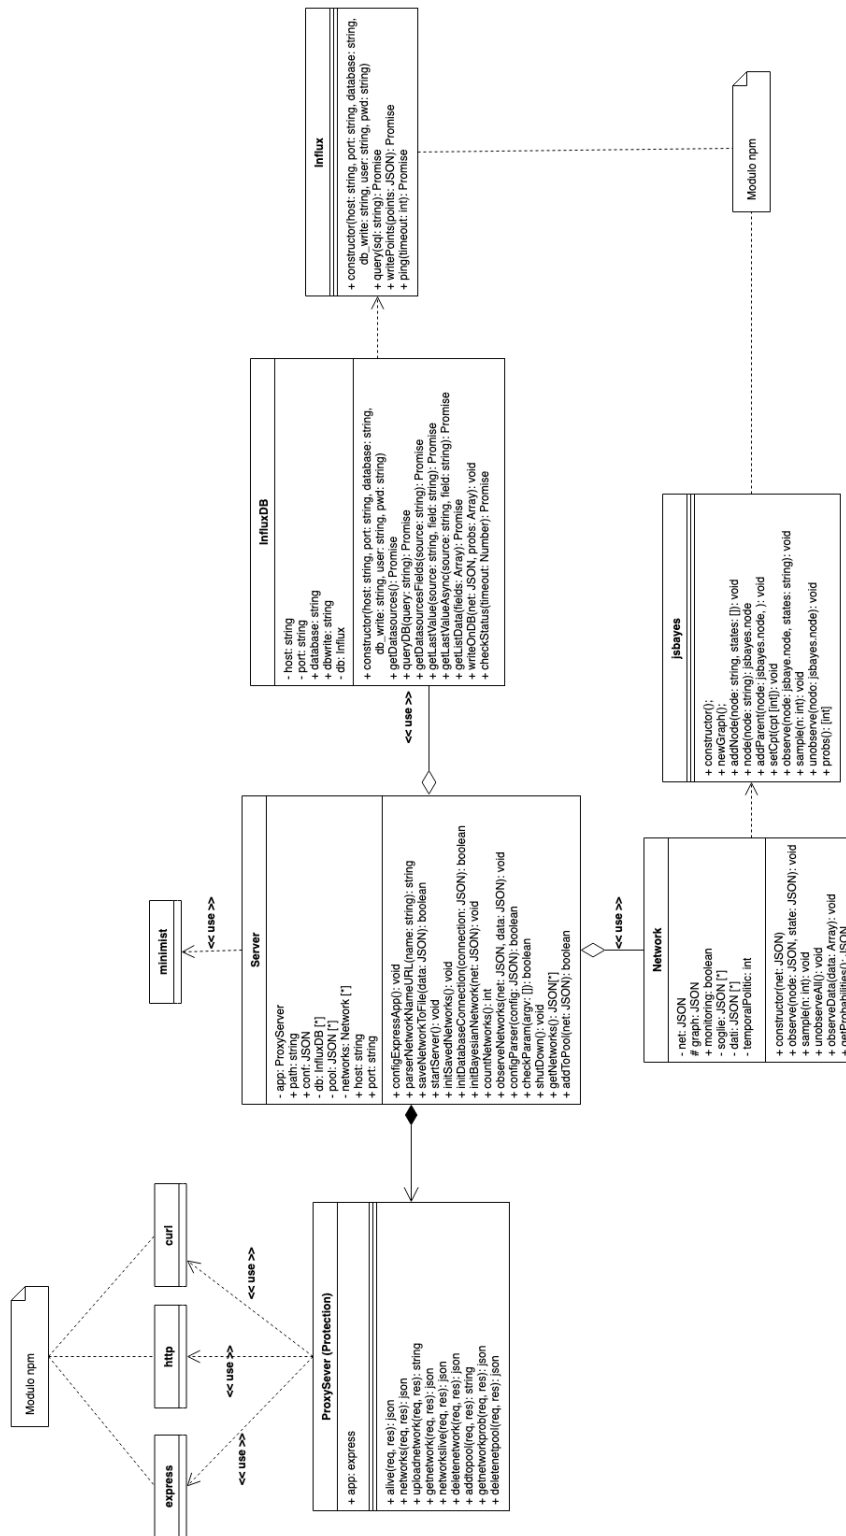 Modulo npm
express
http
curl
<< use >>
<< use >>
<< use >>
ProxySever (Protection)
+ app: express
+ alive(req, res): json
+ networks(req, res): json
+ uploadnetwork(req, res): string
+ getnetwork(req, res): json
+ networkslive(req, res): json
+ deletenetwork(req, res): json
+ addtopool(req, res): string
+ getnetworkprob(req, res): json
+ deletenetpool(req, res): json
minimist
<< use >>
Server
- app: ProxyServer
+ path: string
+ conf: JSON
- db: InfluxDB [*]
- pool: JSON [*]
- networks: Network [*]
+ host: string
+ port: string
+ configExpressApp(): void
+ parserNetworkNameURL(name: string): string
+ saveNetworkToFile(data: JSON): boolean
+ startServer(): void
+ initSavedNetworks(): void
+ initDatabaseConnection(connection: JSON): boolean
+ initBayesianNetwork(net: JSON): void
+ countNetworks(): int
+ observeNetworks(net: JSON, data: JSON): void
+ configParser(config: JSON): boolean
+ checkParam(argv: []): boolean
+ shutDown(): void
+ getNetworks(): JSON[*]
+ addToPool(net: JSON): boolean
<< use >>
InfluxDB
- host: string
- port: string
+ database: string
+ dbwrite: string
- db: Influx
+ constructor(host: string, port: string, database: string,
db_write: string, user: string, pwd: string)
+ getDatasources(): Promise
+ queryDB(query: string): Promise
+ getDatasourcesFields(source: string): Promise
+ getLastValue(source: string, field: string): Promise
+ getLastValueAsync(source: string, field: string): Promise
+ getListData(fields: Array): Promise
+ writeOnDB(net: JSON, probs: Array): void
+ checkStatus(timeout: Number): Promise
Influx
+ constructor(host: string, port: string, database: string,
db_write: string, user: string, pwd: string)
+ query(sql: string): Promise
+ writePoints(points: JSON): Promise
+ ping(timeout: int): Promise
<< use >>
Network
- net: JSON
# graph: JSON
+ monitoring: boolean
- soglie: JSON [*]
- dati: JSON [*]
- temporalPolitic: int
+ constructor(net: JSON)
+ observe(node: JSON, state: JSON): void
+ sample(n: int): void
+ unobserveAll(): void
+ observeData(data: Array): void
+ getProbabilities(): JSON
jsbayes
+ constructor();
+ newGraph();
+ addNode(node: string, states: []): void
+ node(node: string): jsbayes.node
+ addParent(node: jsbayes.node, ): void
+ setCpt(cpt [int]): void
+ observe(node: jsbaye.node, states: string): void
+ sample(n: int): void
+ unobserve(nodo: jsbayes.node): void
+ probs(): [int]
Modulo npm